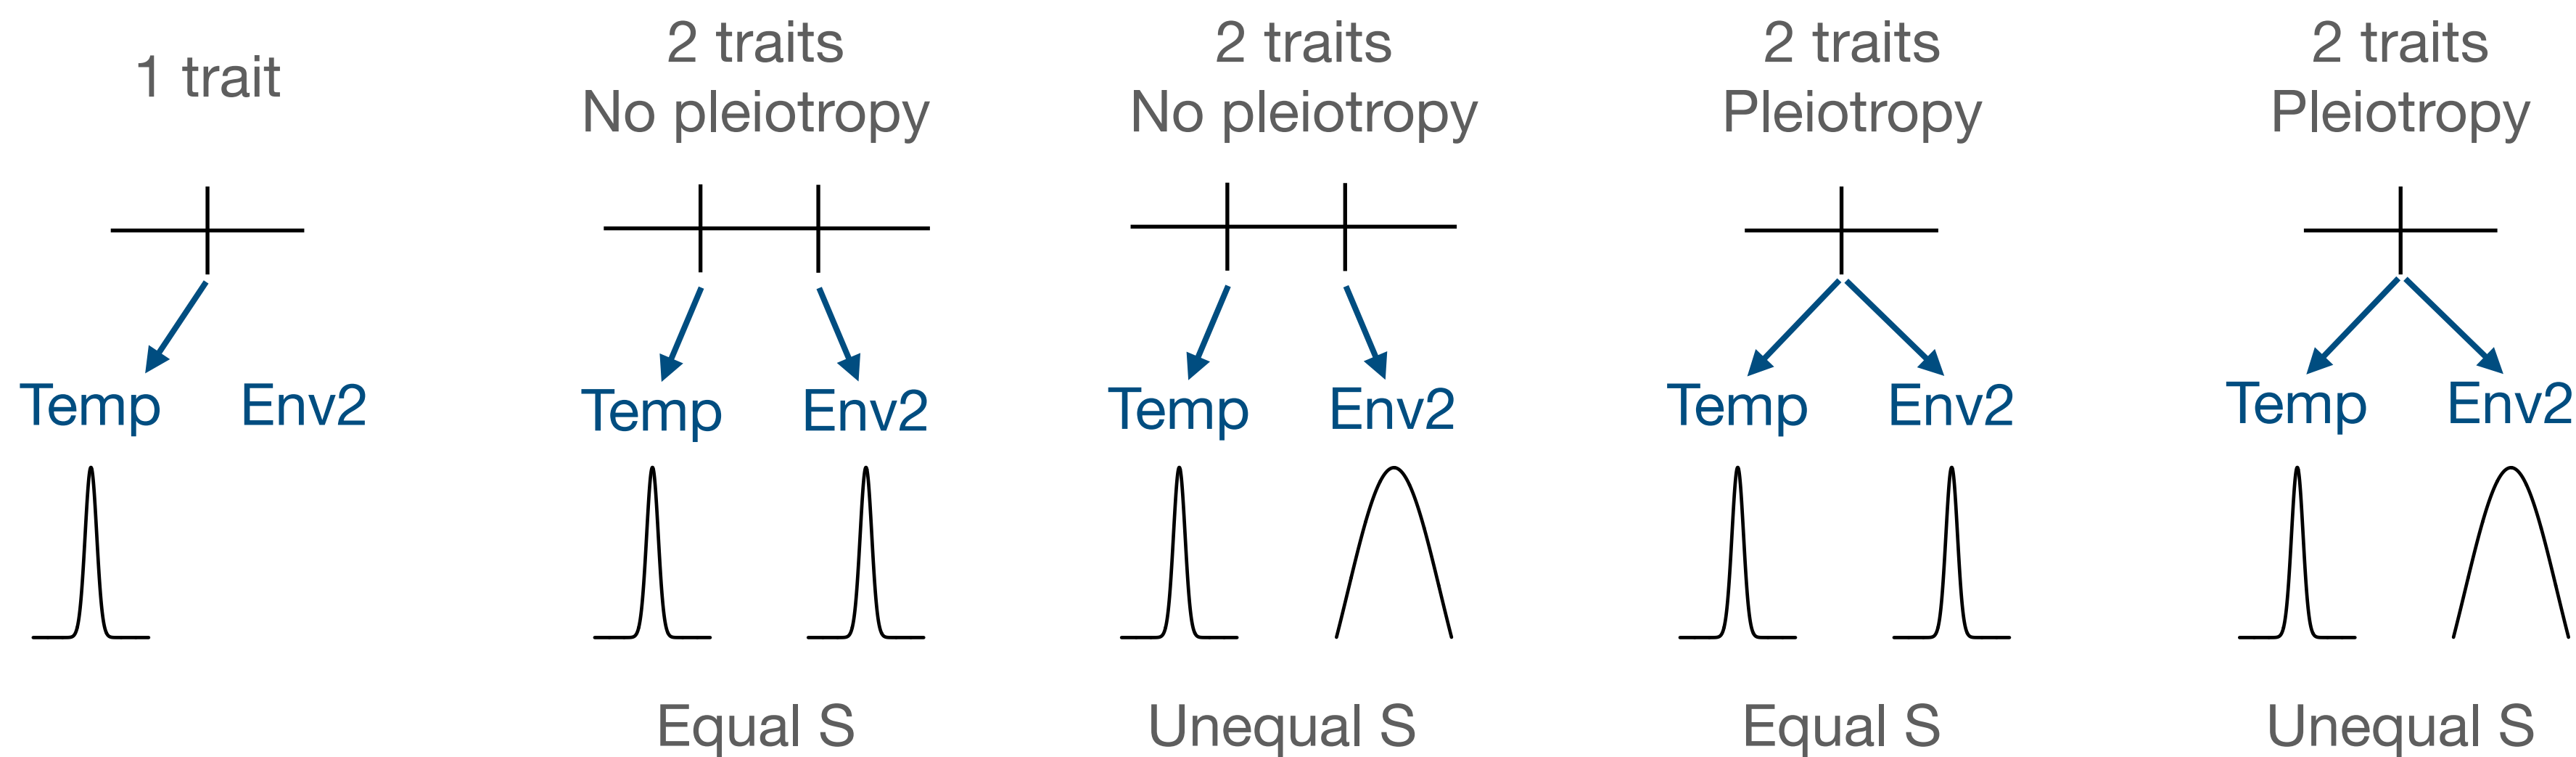 1 trait
Temp Env2
2 traits
No pleiotropy
Temp Env2
Equal S
2 traits
No pleiotropy
Temp Env2
Unequal S
2 traits
Pleiotropy
Temp Env2
Equal S
2 traits
Pleiotropy
Temp Env2
Unequal S